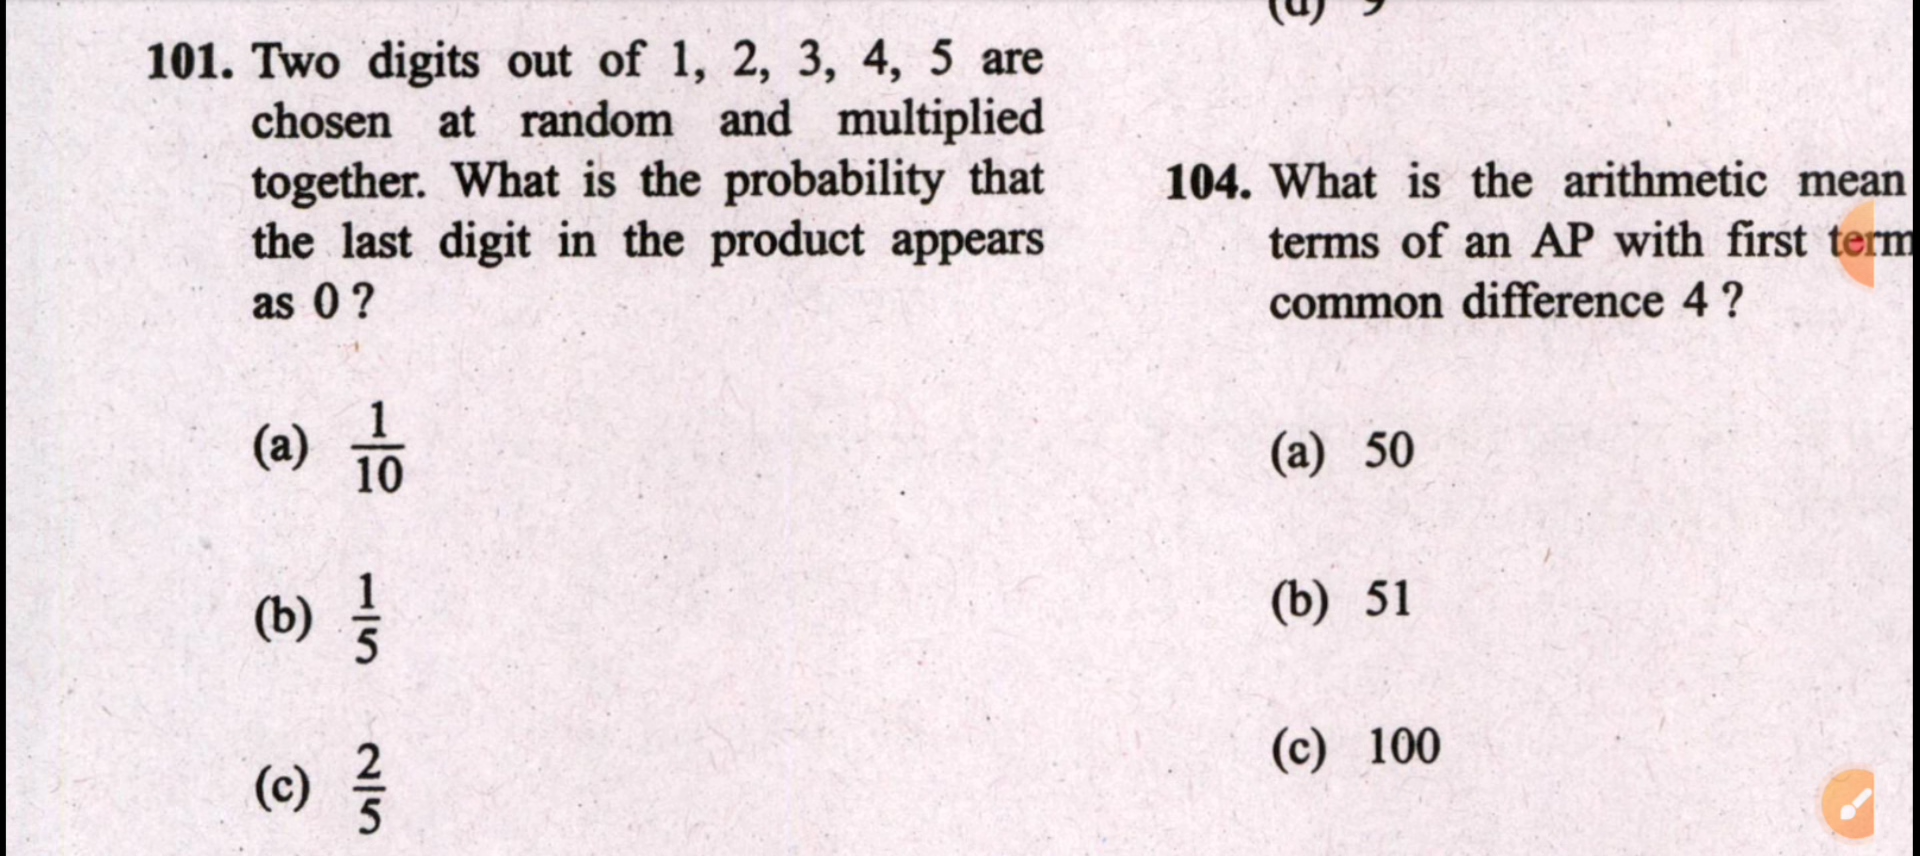 101. Two digits out of 1, 2, 3, 4, 5 are
chosen at random and multiplied
together. What is the probability that
the last digit in the product appears
as 0 ?
(a) 1/10
(b) 1/5
(c) 2/5
104. What is the arithmetic mean
terms of an AP with first term
common difference 4 ?
(a) 50
(b) 51
(c) 100